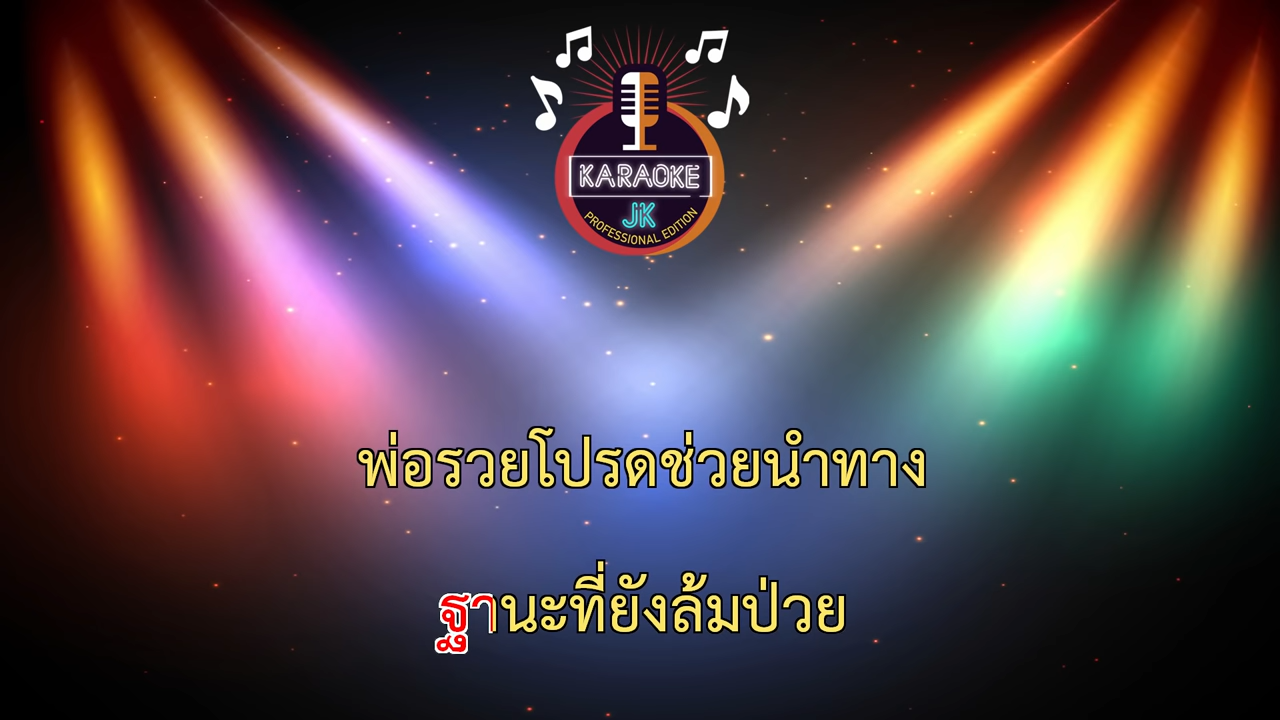 KARAOKE
JK
PROFESSIONAL EDITION
พ่อรวยโปรดช่วยนำทาง
ฐานะที่ยังล้มป่วย